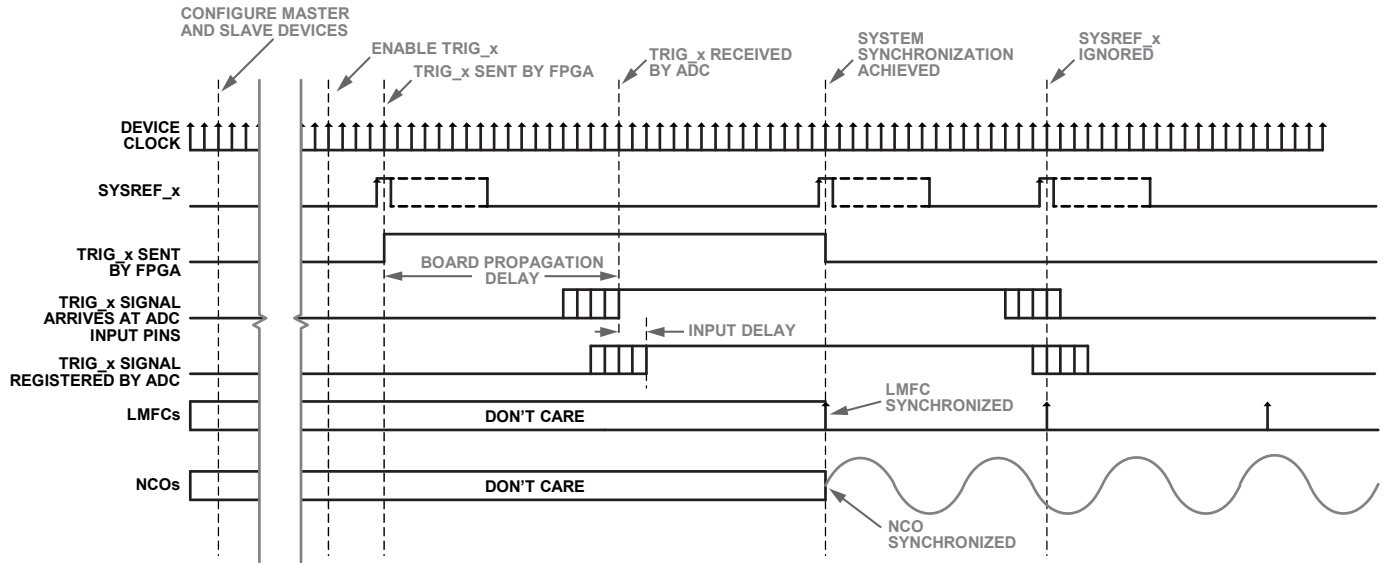 CONFIGURE MASTER
AND SLAVE DEVICES
ENABLE TRIG_x
TRIG_x SENT BY FPGA
TRIG_x RECEIVED
BY ADC
SYSTEM
SYNCHRONIZATION
ACHIEVED
SYSREF_x
IGNORED
DEVICE
CLOCK
SYSREF_x
TRIG_x SENT
BY FPGA
BOARD PROPAGATION
DELAY
TRIG_x SIGNAL
ARRIVES AT ADC
INPUT PINS
INPUT DELAY
TRIG_x SIGNAL
REGISTERED BY ADC
LMFCs
DON'T CARE
LMFC
SYNCHRONIZED
NCOs
DON'T CARE
NCO
SYNCHRONIZED